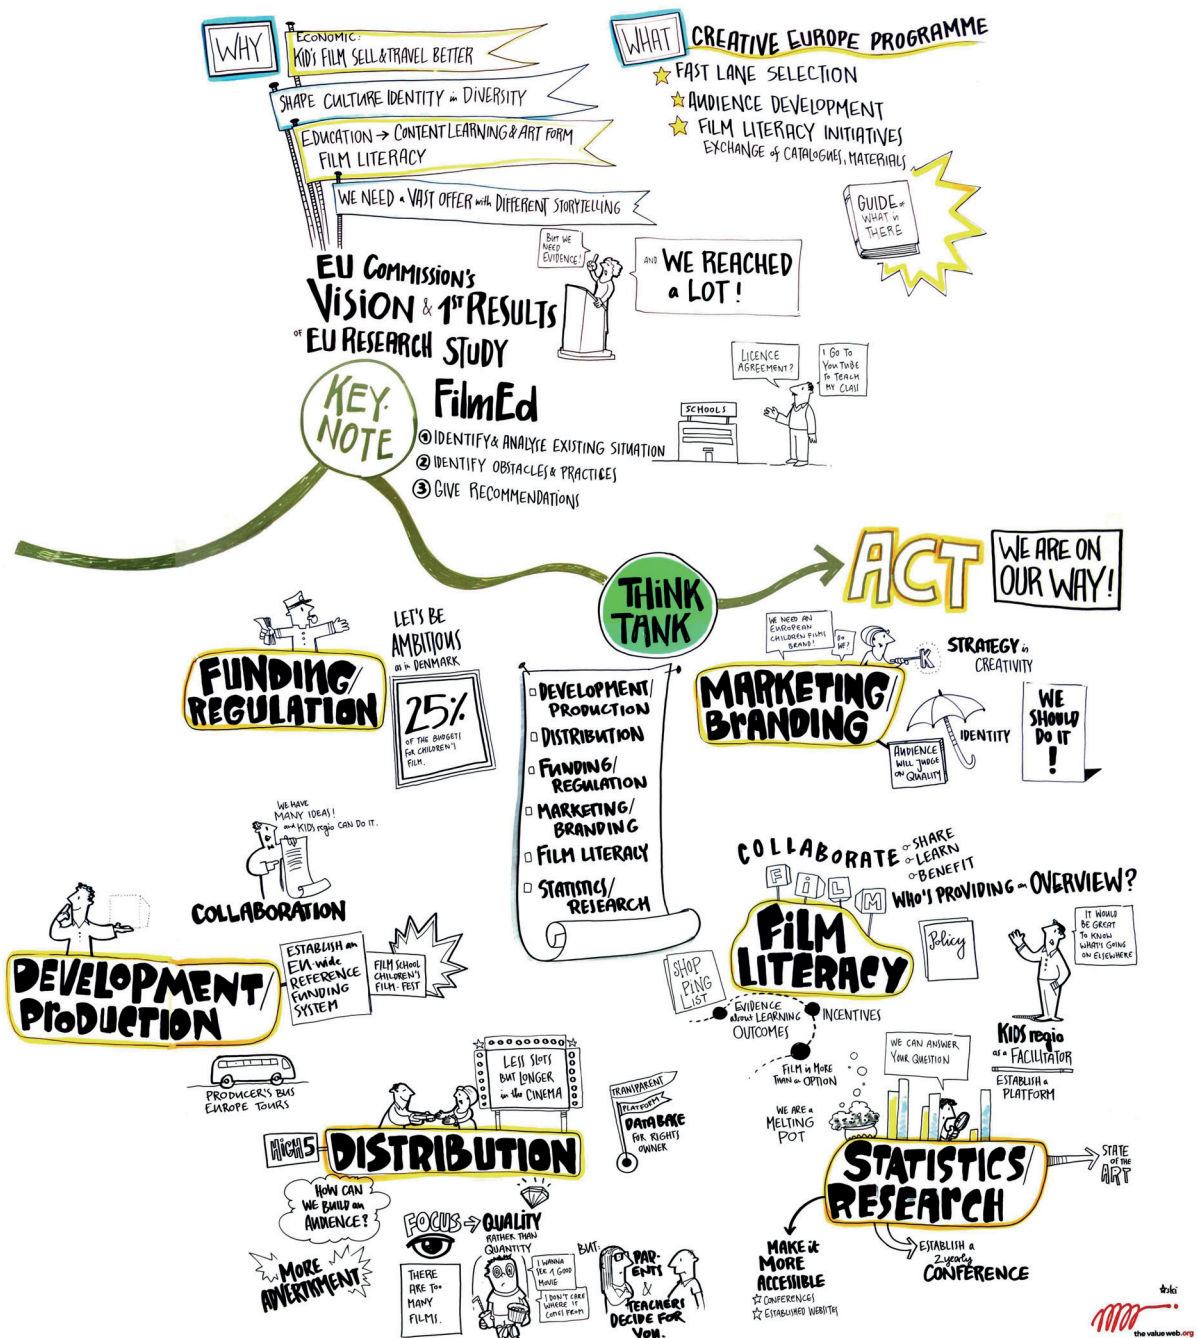 WHY
ECONOMIC:
KID'S FILM SELL & TRAVEL BETTER
SHAPE CULTURE IDENTITY in DIVERSITY
EDUCATION → CONTENT LEARNING & ART FORM
FILM LITERACY
WE NEED a VAST OFFER with DIFFERENT STORYTELLING
WHAT
CREATIVE EUROPE PROGRAMME
FAST LANE SELECTION
AUDIENCE DEVELOPMENT
FILM LITERACY INITIATIVES
EXCHANGE of CATALOGUES, MATERIALS
GUIDE of
WHAT is
THERE
BUT WE
NEED
EVIDENCE!
AND WE REACHED
a LOT!
EU COMMISSION'S
VISION & 1ST RESULTS
OF EU RESEARCH STUDY
KEY-
NOTE
FilmEd
1 IDENTIFY & ANALYSE EXISTING SITUATION
2 IDENTIFY OBSTACLES & PRACTICES
3 GIVE RECOMMENDATIONS
SCHOOLS
LICENCE
AGREEMENT?
I GO TO
YOUTUBE
TO TEACH
MY CLASS
THINK
TANK
ACT
WE ARE ON
OUR WAY!
DEVELOPMENT/
PRODUCTION
DISTRIBUTION
FUNDING/
REGULATION
MARKETING/
BRANDING
FILM LITERACY
STATISTICS/
RESEARCH
FUNDING/
REGULATION
LET'S BE
AMBITIOUS
as in DENMARK
25%
OF THE BUDGETS
FOR CHILDREN'S
FILM.
WE HAVE
MANY IDEAS!
and KIDS regio CAN DO IT.
COLLABORATION
DEVELOPMENT/
PRODUCTION
ESTABLISH an
EU-wide
REFERENCE
FUNDING
SYSTEM
FILM SCHOOL
CHILDREN'S
FILM-FEST
PRODUCER'S BUS
EUROPE TOURS
LESS SLOTS
BUT LONGER
in the CINEMA
HIGH 5
DISTRIBUTION
TRANSPARENT
PLATFORM
DATABASE
FOR RIGHTS
OWNER
HOW CAN
WE BUILD an
AUDIENCE?
MORE
ADVERTISMENT
FOCUS → QUALITY
RATHER THAN
QUANTITY
THERE
ARE TOO
MANY
FILMS.
I WANNA
SEE A GOOD
MOVIE
I DON'T CARE
WHERE IT
COMES FROM
BUT:
PAR-
ENTS
&
TEACHERS
DECIDE FOR
YOU.
WE NEED AN
EUROPEAN
CHILDREN FILMS
BRAND!
DO
WE?
K
STRATEGY in
CREATIVITY
MARKETING/
BRANDING
AUDIENCE
WILL JUDGE
ON QUALITY
IDENTITY
WE
SHOULD
DO IT
!
COLLABORATE
SHARE
LEARN
BENEFIT
FILM
WHO'S PROVIDING an OVERVIEW?
FILM
LITERACY
Policy
IT WOULD
BE GREAT
TO KNOW
WHAT'S GOING
ON ELSEWHERE
SHOP
PING
LIST
EVIDENCE
about LEARNING
OUTCOMES
INCENTIVES
FILM is MORE
THAN an OPTION
KIDS regio
as a FACILITATOR
ESTABLISH a
PLATFORM
WE CAN ANSWER
YOUR QUESTION
WE ARE a
MELTING
POT
STATISTICS/
RESEARCH
STATE
OF THE
ART
MAKE it
MORE
ACCESSIBLE
CONFERENCES
ESTABLISHED WEBSITES
ESTABLISH a
2 yearly
CONFERENCE
the value web.org